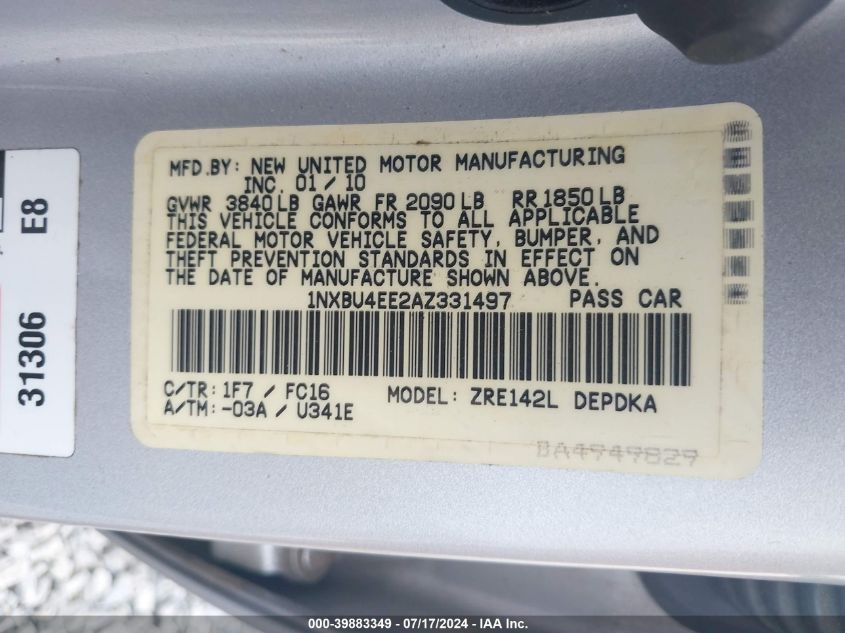 MFD.BY: NEW UNITED MOTOR MANUFACTURING
INC. 01/10
GVWR 3840LB GAWR FR 2090LB RR1850LB
THIS VEHICLE CONFORMS TO ALL APPLICABLE
FEDERAL MOTOR VEHICLE SAFETY, BUMPER, AND
THEFT PREVENTION STANDARDS IN EFFECT ON
THE DATE OF MANUFACTURE SHOWN ABOVE.
1NXBU4EE2AZ331497 PASS CAR
C/TR: 1F7 / FC16 MODEL: ZRE142L DEPDKA
A/TM: -03A / U341E
BA4949829
31306 E8
000-39883349 / 07/17/2024 - IAA Inc.